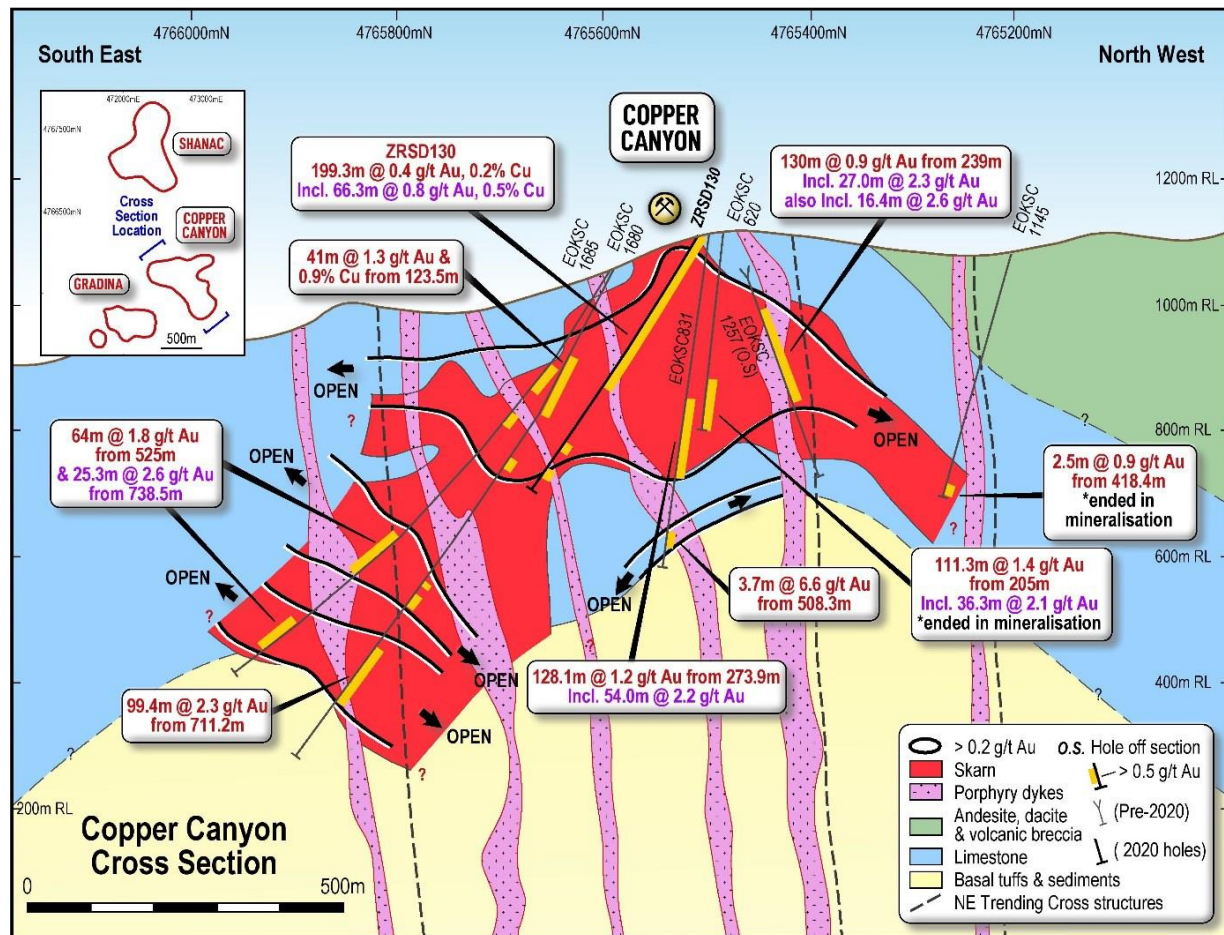 4766000mN
4765800mN
4765600mN
4765400mN
4765200mN
South East
North West
472000mE
473000mE
4767500mN
SHANAC
4766500mN
Cross
Section
Location
COPPER
CANYON
GRADINA
500m
COPPER
CANYON
ZRSD130
199.3m @ 0.4 g/t Au, 0.2% Cu
Incl. 66.3m @ 0.8 g/t Au, 0.5% Cu
130m @ 0.9 g/t Au from 239m
Incl. 27.0m @ 2.3 g/t Au
also Incl. 16.4m @ 2.6 g/t Au
1200m RL
EOKSC
1685
EOKSC
1680
ZRSD130
EOKSC
620
EOKSC
1145
41m @ 1.3 g/t Au &
0.9% Cu from 123.5m
1000m RL
EOKSC831
EOKSC
1257 (O.S)
OPEN
?
?
OPEN
800m RL
64m @ 1.8 g/t Au
from 525m
& 25.3m @ 2.6 g/t Au
from 738.5m
OPEN
2.5m @ 0.9 g/t Au
from 418.4m
*ended in
mineralisation
?
OPEN
600m RL
3.7m @ 6.6 g/t Au
from 508.3m
111.3m @ 1.4 g/t Au
from 205m
Incl. 36.3m @ 2.1 g/t Au
*ended in mineralisation
OPEN
?
?
OPEN
128.1m @ 1.2 g/t Au from 273.9m
Incl. 54.0m @ 2.2 g/t Au
400m RL
?
99.4m @ 2.3 g/t Au
from 711.2m
OPEN
?
?
200m RL
Copper Canyon
Cross Section
0
500m
> 0.2 g/t Au
O.S. Hole off section
Skarn
> 0.5 g/t Au
Porphyry dykes
(Pre-2020)
Andesite, dacite
& volcanic breccia
( 2020 holes)
Limestone
Basal tuffs & sediments
NE Trending Cross structures